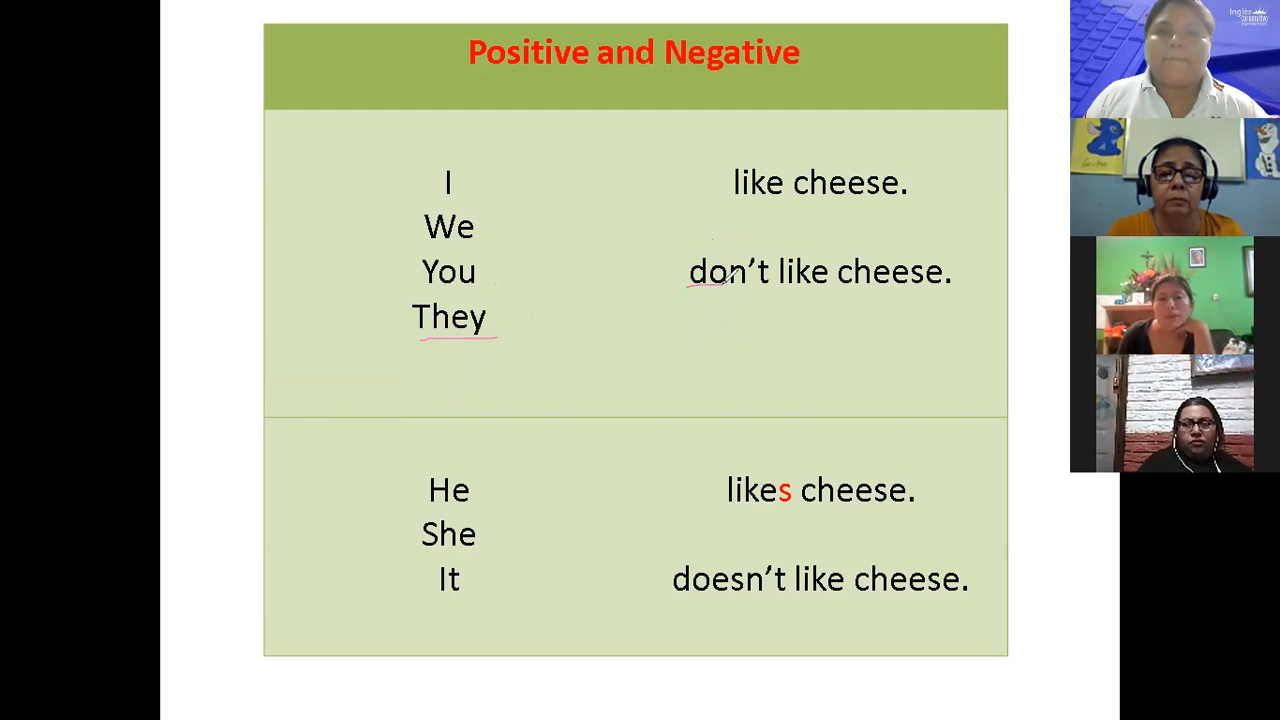 Positive and Negative
I like cheese.
We
You don't like cheese.
They
He likes cheese.
She
It doesn't like cheese.
Ingles